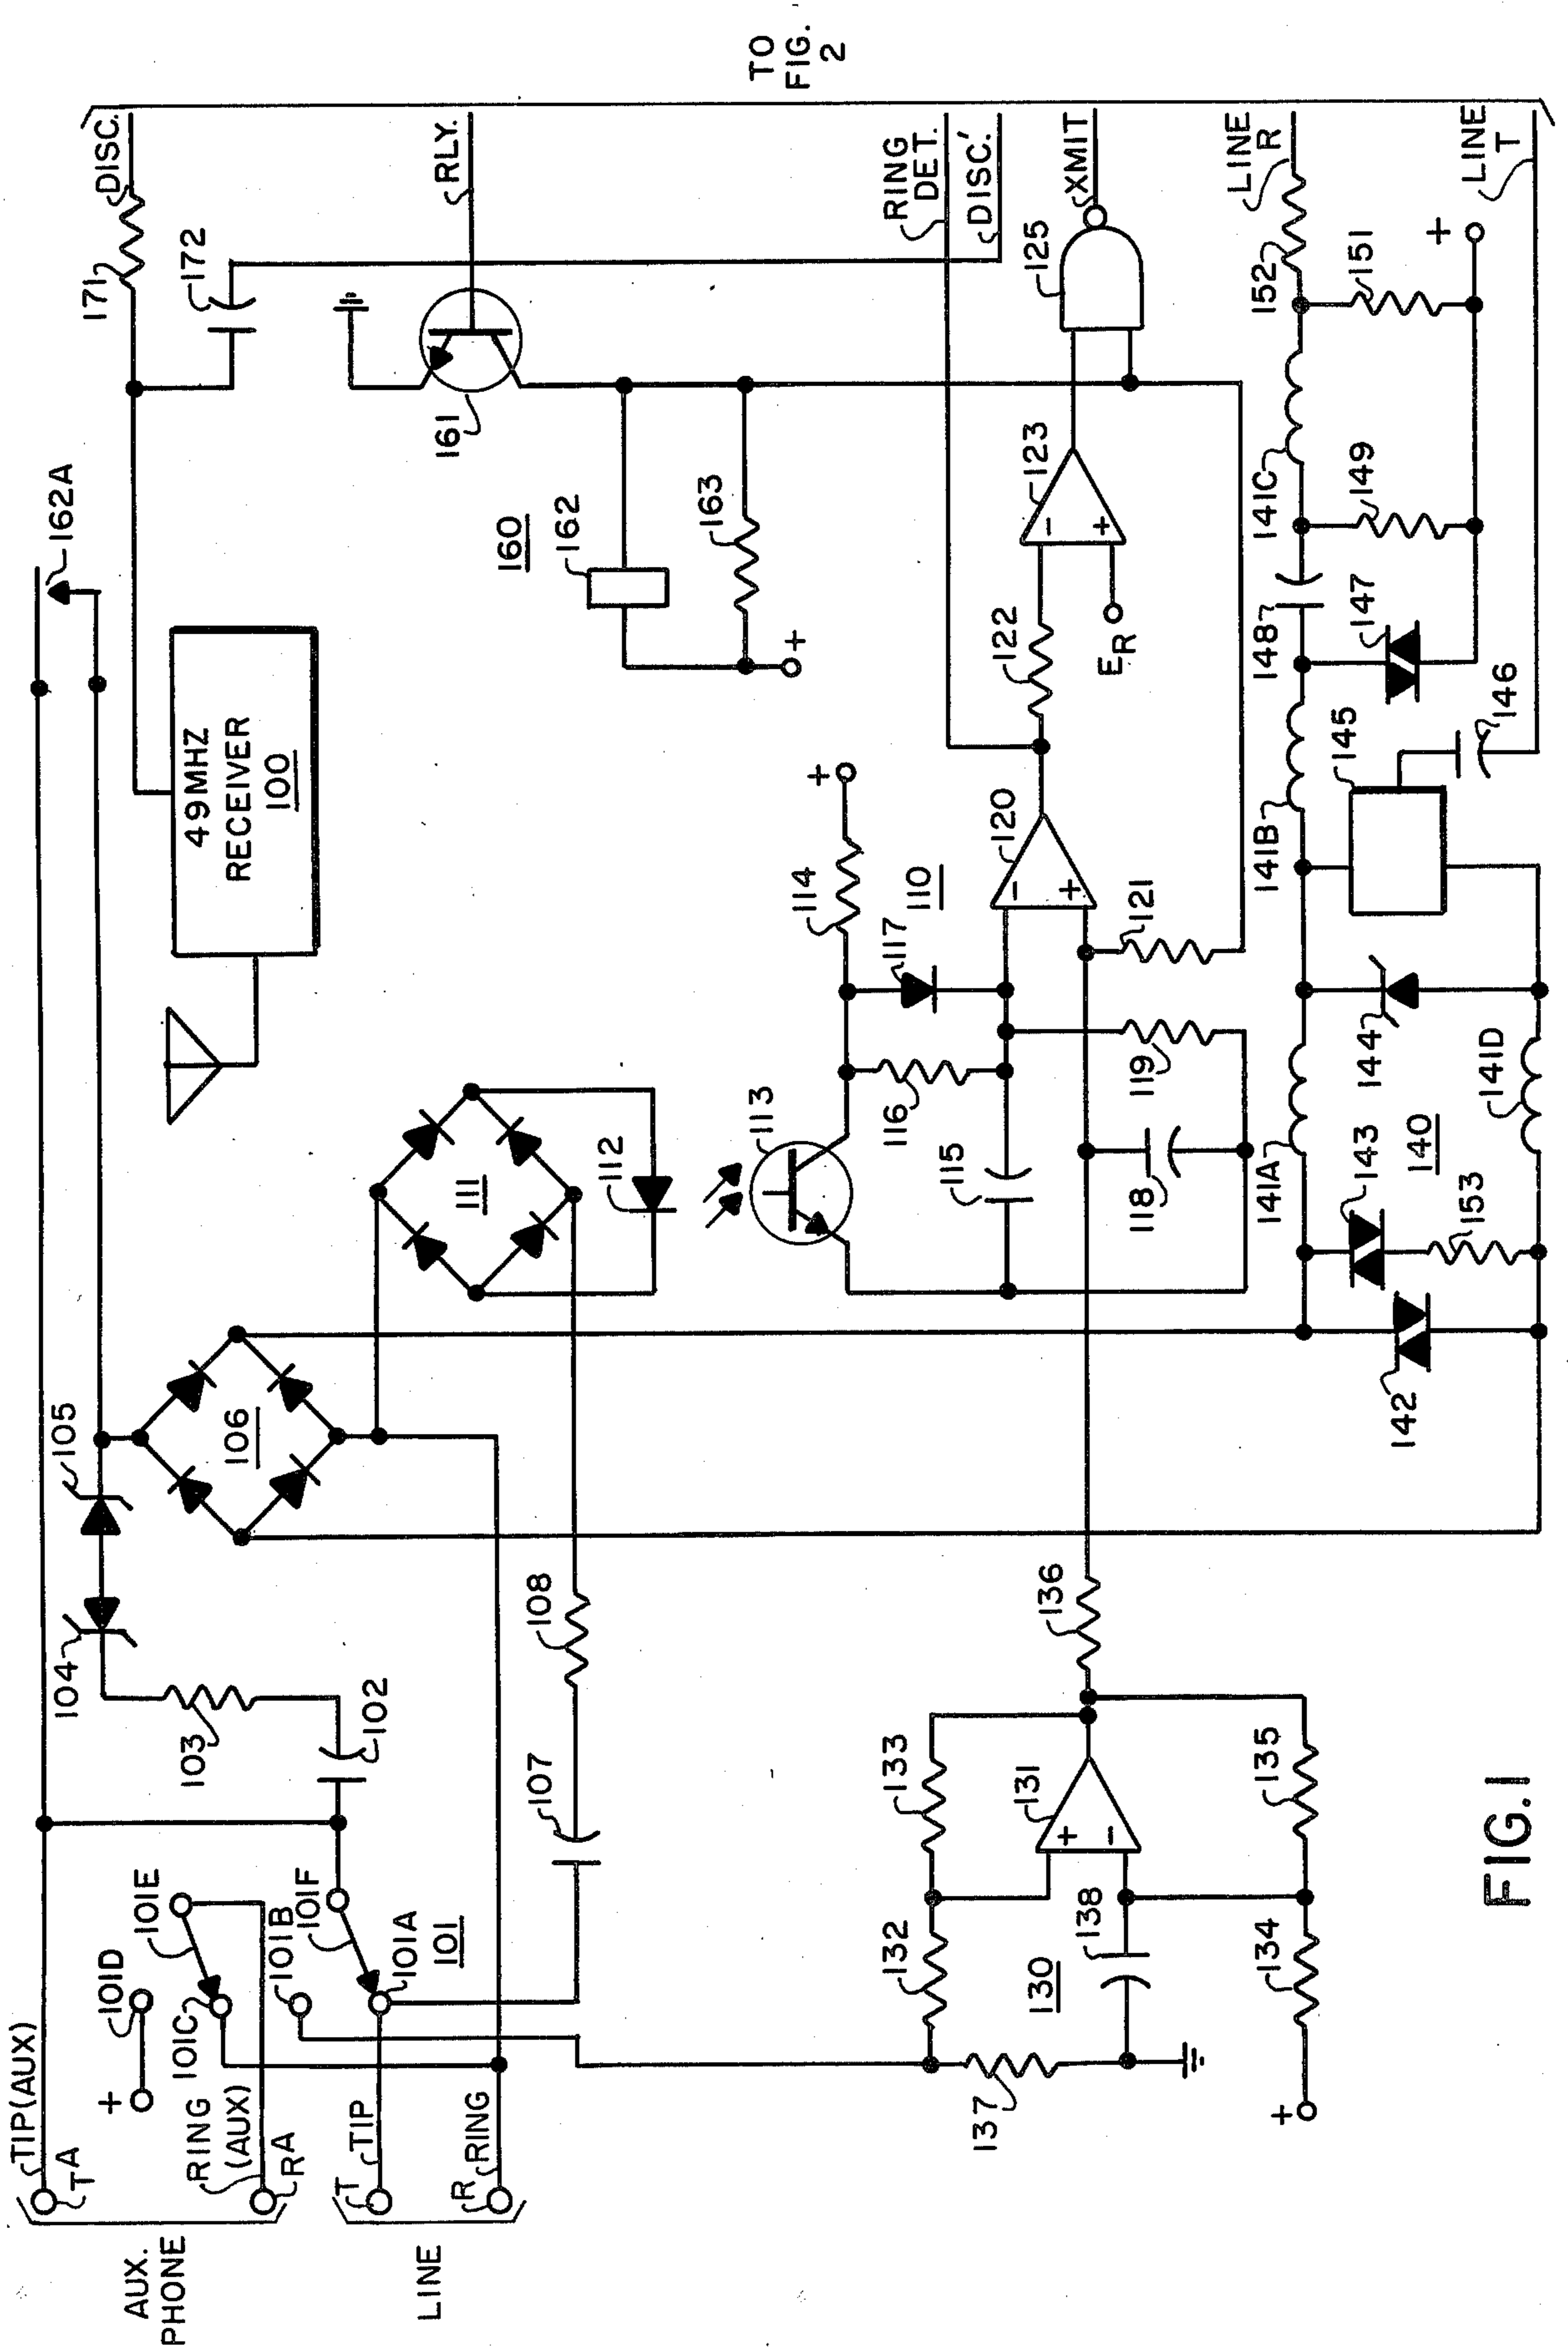 AUX.
PHONE
LINE
TIP(AUX)
TA
RING
(AUX)
RA
T
TIP
R
RING
+
101D
101C
101E
101B
101F
101A
101
102
103
104
105
106
107
108
111
112
162A
49MHZ
RECEIVER
100
171
DISC.
172
161
RLY.
160
162
163
+
TO
FIG.
2
113
114
+
115
116
117
110
118
119
120
-
+
121
122
123
-
+
ER
125
RING
DET.
DISC.'
XMIT
130
131
+
-
132
133
134
135
136
137
138
+
140
141A
141B
141C
141D
142
143
144
145
146
147
148
149
151
152
153
+
LINE
R
LINE
T
FIG.1